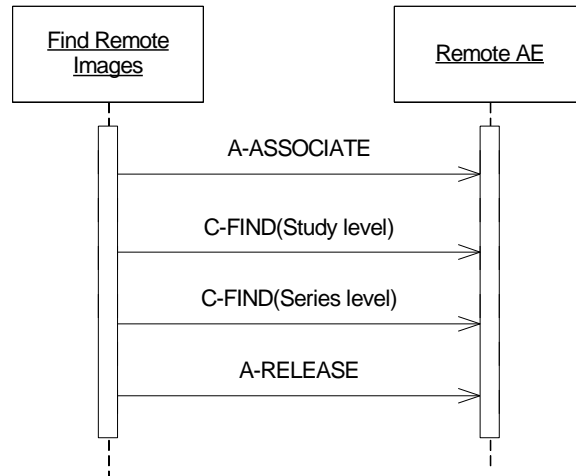 Find Remote
Images
Remote AE
A-ASSOCIATE
C-FIND(Study level)
C-FIND(Series level)
A-RELEASE